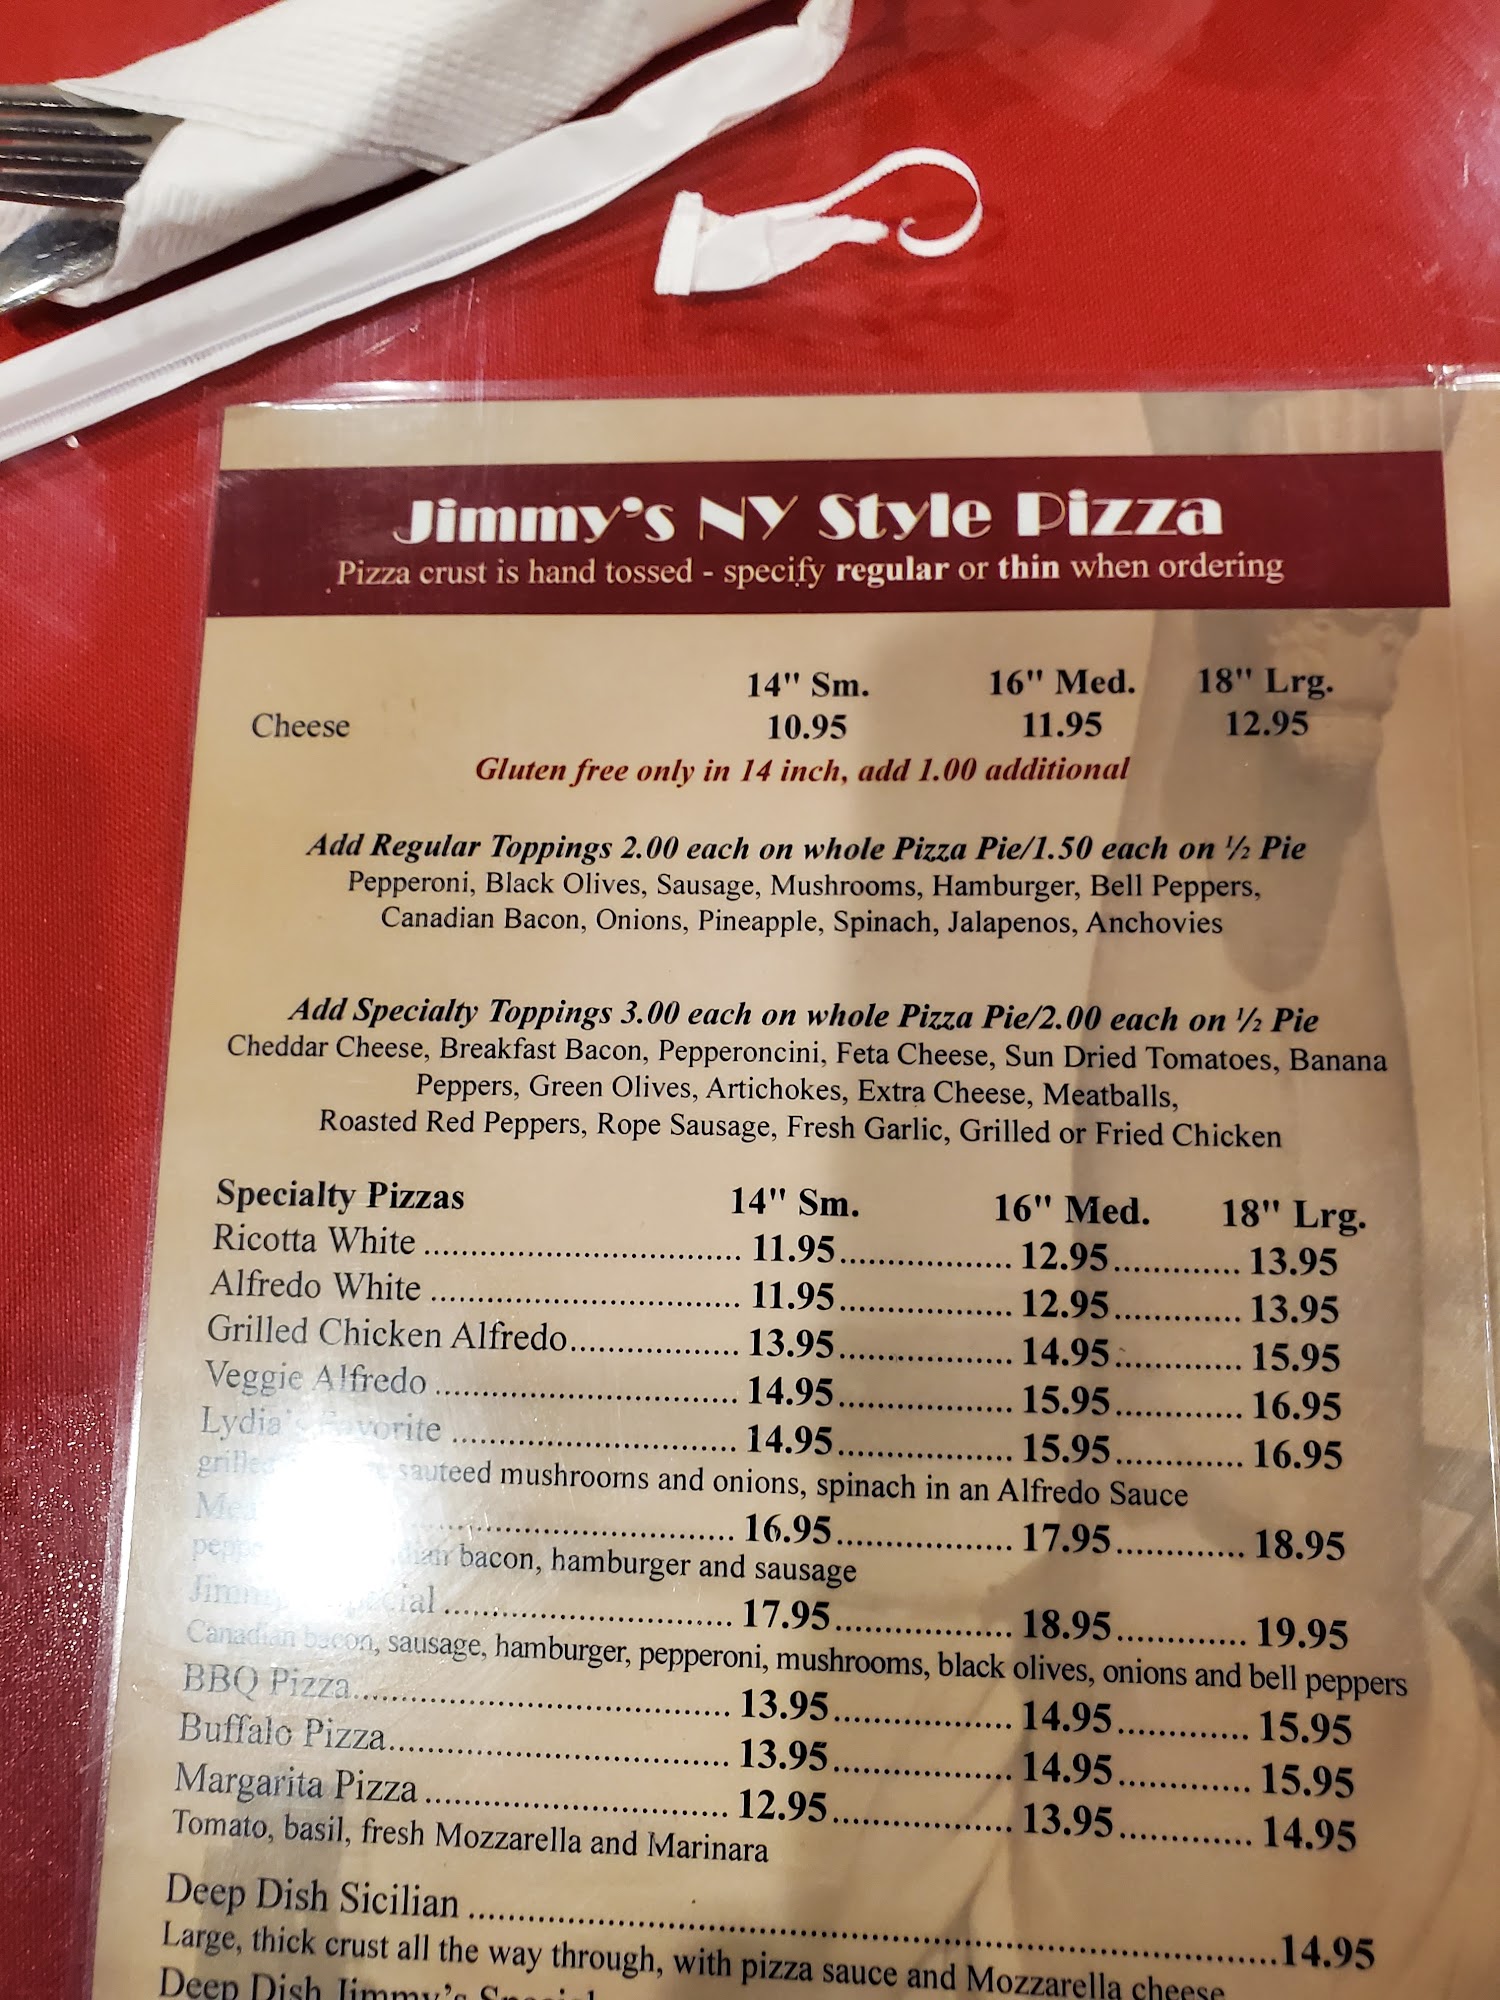 Jimmy's NY Style Pizza
Pizza crust is hand tossed - specify regular or thin when ordering
14" Sm. 16" Med. 18" Lrg.
Cheese 10.95 11.95 12.95
Gluten free only in 14 inch, add 1.00 additional
Add Regular Toppings 2.00 each on whole Pizza Pie/1.50 each on ½ Pie
Pepperoni, Black Olives, Sausage, Mushrooms, Hamburger, Bell Peppers,
Canadian Bacon, Onions, Pineapple, Spinach, Jalapenos, Anchovies
Add Specialty Toppings 3.00 each on whole Pizza Pie/2.00 each on ½ Pie
Cheddar Cheese, Breakfast Bacon, Pepperoncini, Feta Cheese, Sun Dried Tomatoes, Banana
Peppers, Green Olives, Artichokes, Extra Cheese, Meatballs,
Roasted Red Peppers, Rope Sausage, Fresh Garlic, Grilled or Fried Chicken
Specialty Pizzas 14" Sm. 16" Med. 18" Lrg.
Ricotta White 11.95 12.95 13.95
Alfredo White 11.95 12.95 13.95
Grilled Chicken Alfredo 13.95 14.95 15.95
Veggie Alfredo 14.95 15.95 16.95
Lydia's Favorite 14.95 15.95 16.95
grilled sauteed mushrooms and onions, spinach in an Alfredo Sauce
16.95 17.95 18.95
bacon, hamburger and sausage
Jimmy's Special 17.95 18.95 19.95
Canadian bacon, sausage, hamburger, pepperoni, mushrooms, black olives, onions and bell peppers
BBQ Pizza 13.95 14.95 15.95
Buffalo Pizza 13.95 14.95 15.95
Margarita Pizza 12.95 13.95 14.95
Tomato, basil, fresh Mozzarella and Marinara
Deep Dish Sicilian 14.95
Large, thick crust all the way through, with pizza sauce and Mozzarella cheese
Deep Dish Jimmy's Special